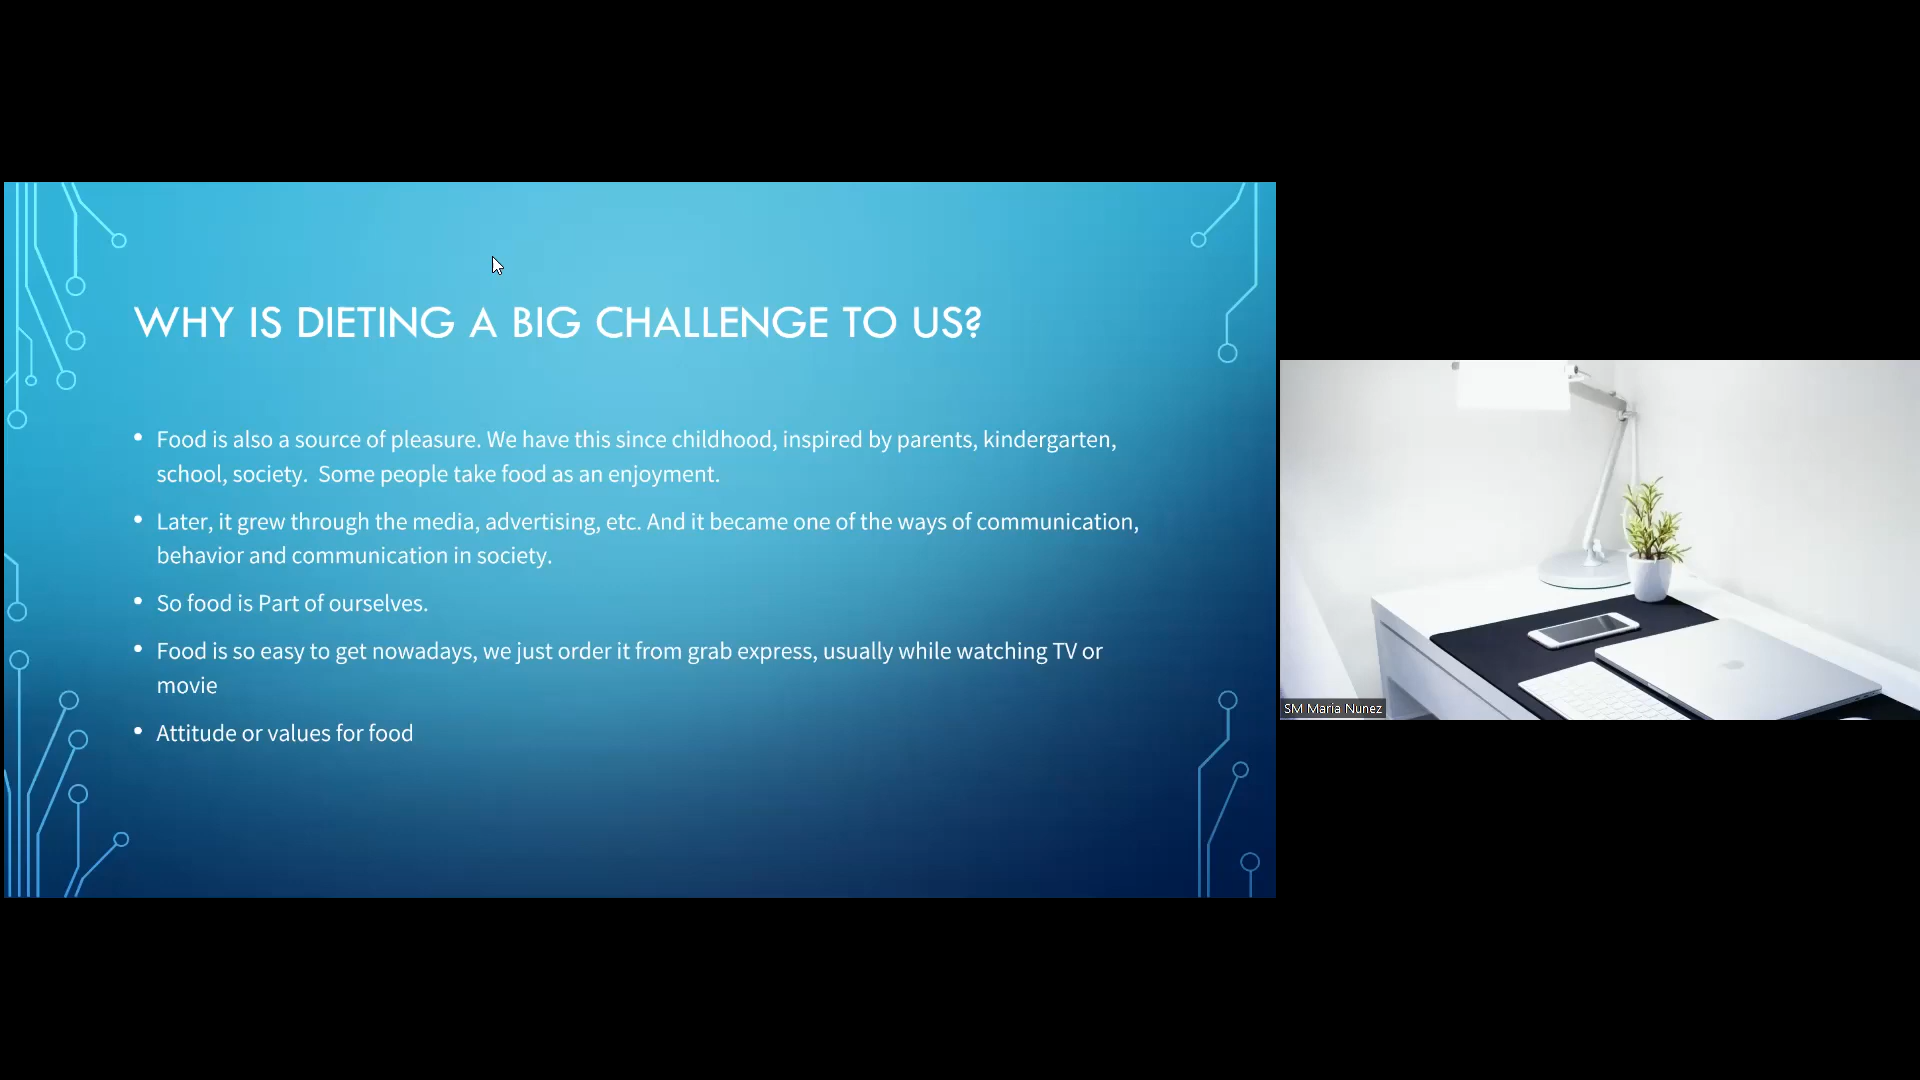 WHY IS DIETING A BIG CHALLENGE TO US?
• Food is also a source of pleasure. We have this since childhood, inspired by parents, kindergarten,
school, society.  Some people take food as an enjoyment.
• Later, it grew through the media, advertising, etc. And it became one of the ways of communication,
behavior and communication in society.
• So food is Part of ourselves.
• Food is so easy to get nowadays, we just order it from grab express, usually while watching TV or
movie
• Attitude or values for food
SM Maria Nunez